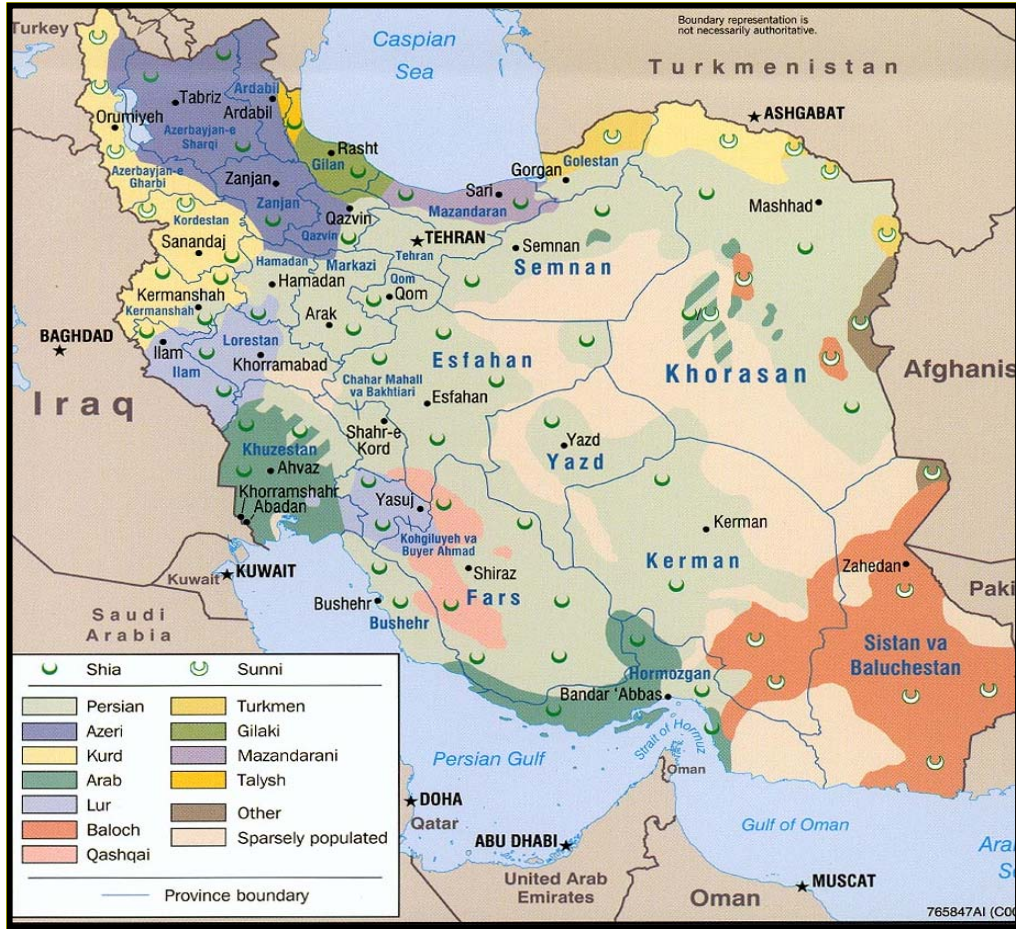 Boundary representation is
not necessarily authoritative.
Turkey
Caspian
Sea
Turkmenistan
ASHGABAT
Ardabil
Tabriz
Ardabil
Orumiyeh
Azerbayjan-e
Sharqi
Rasht
Gilan
Golestan
Gorgan
Azerbayjan-e
Gharbi
Zanjan
Zanjan
Sari
Mazandaran
Mashhad
Kordestan
Qazvin
Qazvin
TEHRAN
Tehran
Semnan
Semnan
Sanandaj
Hamadan
Markazi
Hamadan
Qom
Qom
Kermanshah
Kermanshah
Arak
BAGHDAD
Ilam
Ilam
Lorestan
Khorramabad
Esfahan
Khorasan
Afghanis
Iraq
Chahar Mahall
va Bakhtiari
Esfahan
Shahr-e
Kord
Yazd
Yazd
Khuzestan
Ahvaz
Khorramshahr
Abadan
Yasuj
Kohgiluyeh va
Buyer Ahmad
Kerman
Kerman
Zahedan
KUWAIT
Kuwait
Shiraz
Fars
Paki
Saudi
Arabia
Bushehr
Bushehr
Sistan va
Baluchestan
Hormozgan
Bandar 'Abbas
Strait of Hormuz
Oman
Persian Gulf
DOHA
Qatar
Gulf of Oman
ABU DHABI
United Arab
Emirates
Oman
MUSCAT
Ara
S
Shia
Sunni
Persian
Turkmen
Azeri
Gilaki
Kurd
Mazandarani
Arab
Talysh
Lur
Other
Baloch
Sparsely populated
Qashqai
Province boundary
765847AI (C00